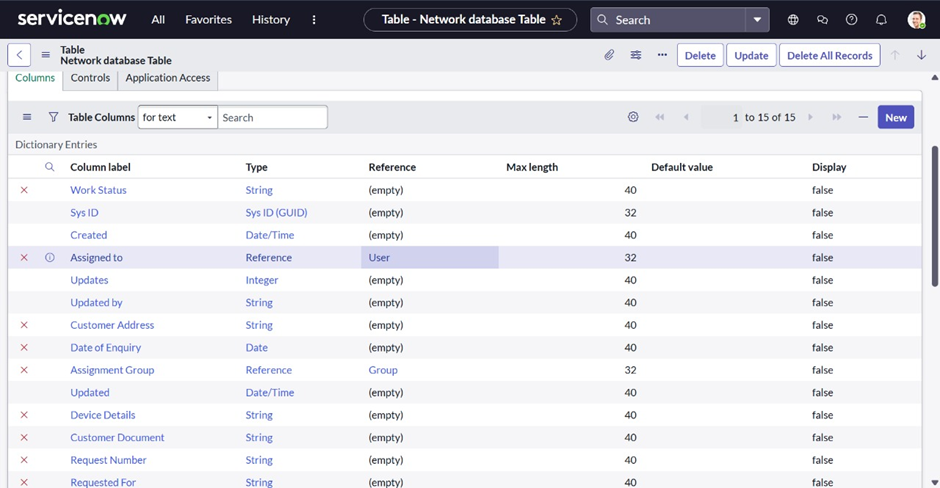 servicenow All Favorites History Table - Network database Table Search
Table
Network database Table
Delete Update Delete All Records
Columns Controls Application Access
Table Columns for text Search 1 to 15 of 15 New
Dictionary Entries
Column label Type Reference Max length Default value Display
Work Status String (empty) 40 false
Sys ID Sys ID (GUID) (empty) 32 false
Created Date/Time (empty) 40 false
Assigned to Reference User 32 false
Updates Integer (empty) 40 false
Updated by String (empty) 40 false
Customer Address String (empty) 40 false
Date of Enquiry Date (empty) 40 false
Assignment Group Reference Group 32 false
Updated Date/Time (empty) 40 false
Device Details String (empty) 40 false
Customer Document String (empty) 40 false
Request Number String (empty) 40 false
Requested For String (empty) 40 false